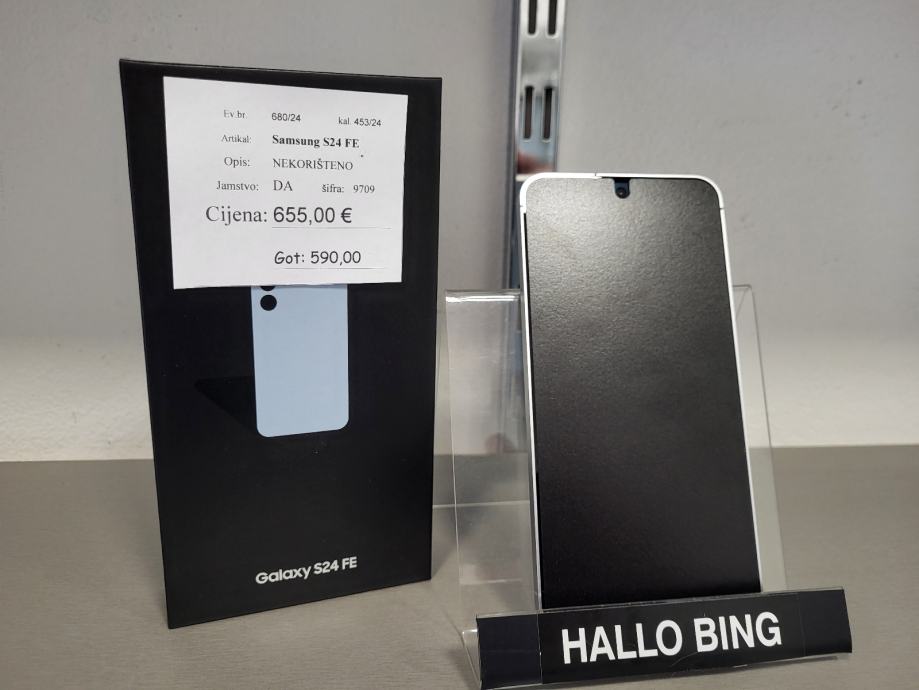 Ev.br. 680/24 kal. 453/24
Artikal: Samsung S24 FE
Opis: NEKORIŠTENO
Jamstvo: DA šifra: 9709
Cijena: 655,00 €
Got: 590,00
Galaxy S24 FE
HALLO BING